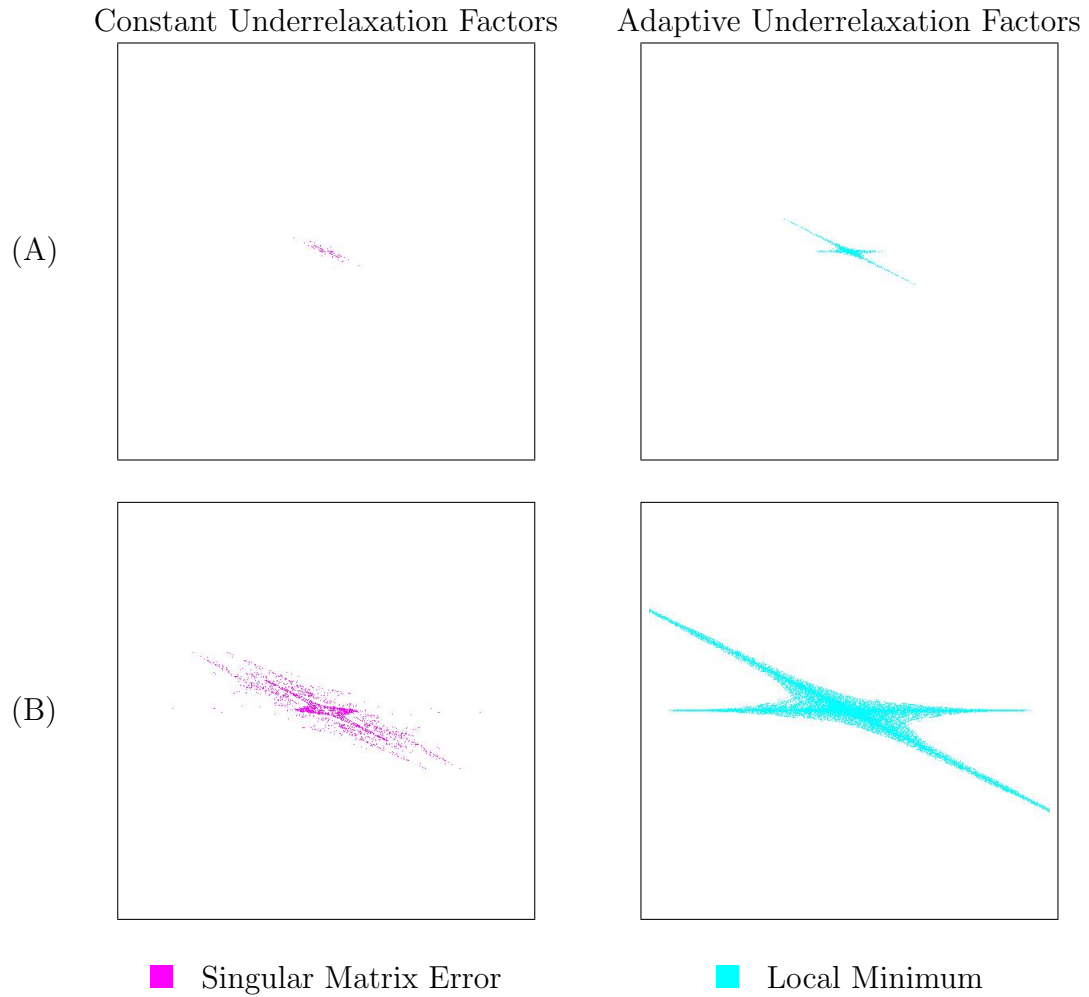 Constant Underrelaxation Factors
Adaptive Underrelaxation Factors
(A)
(B)
Singular Matrix Error
Local Minimum